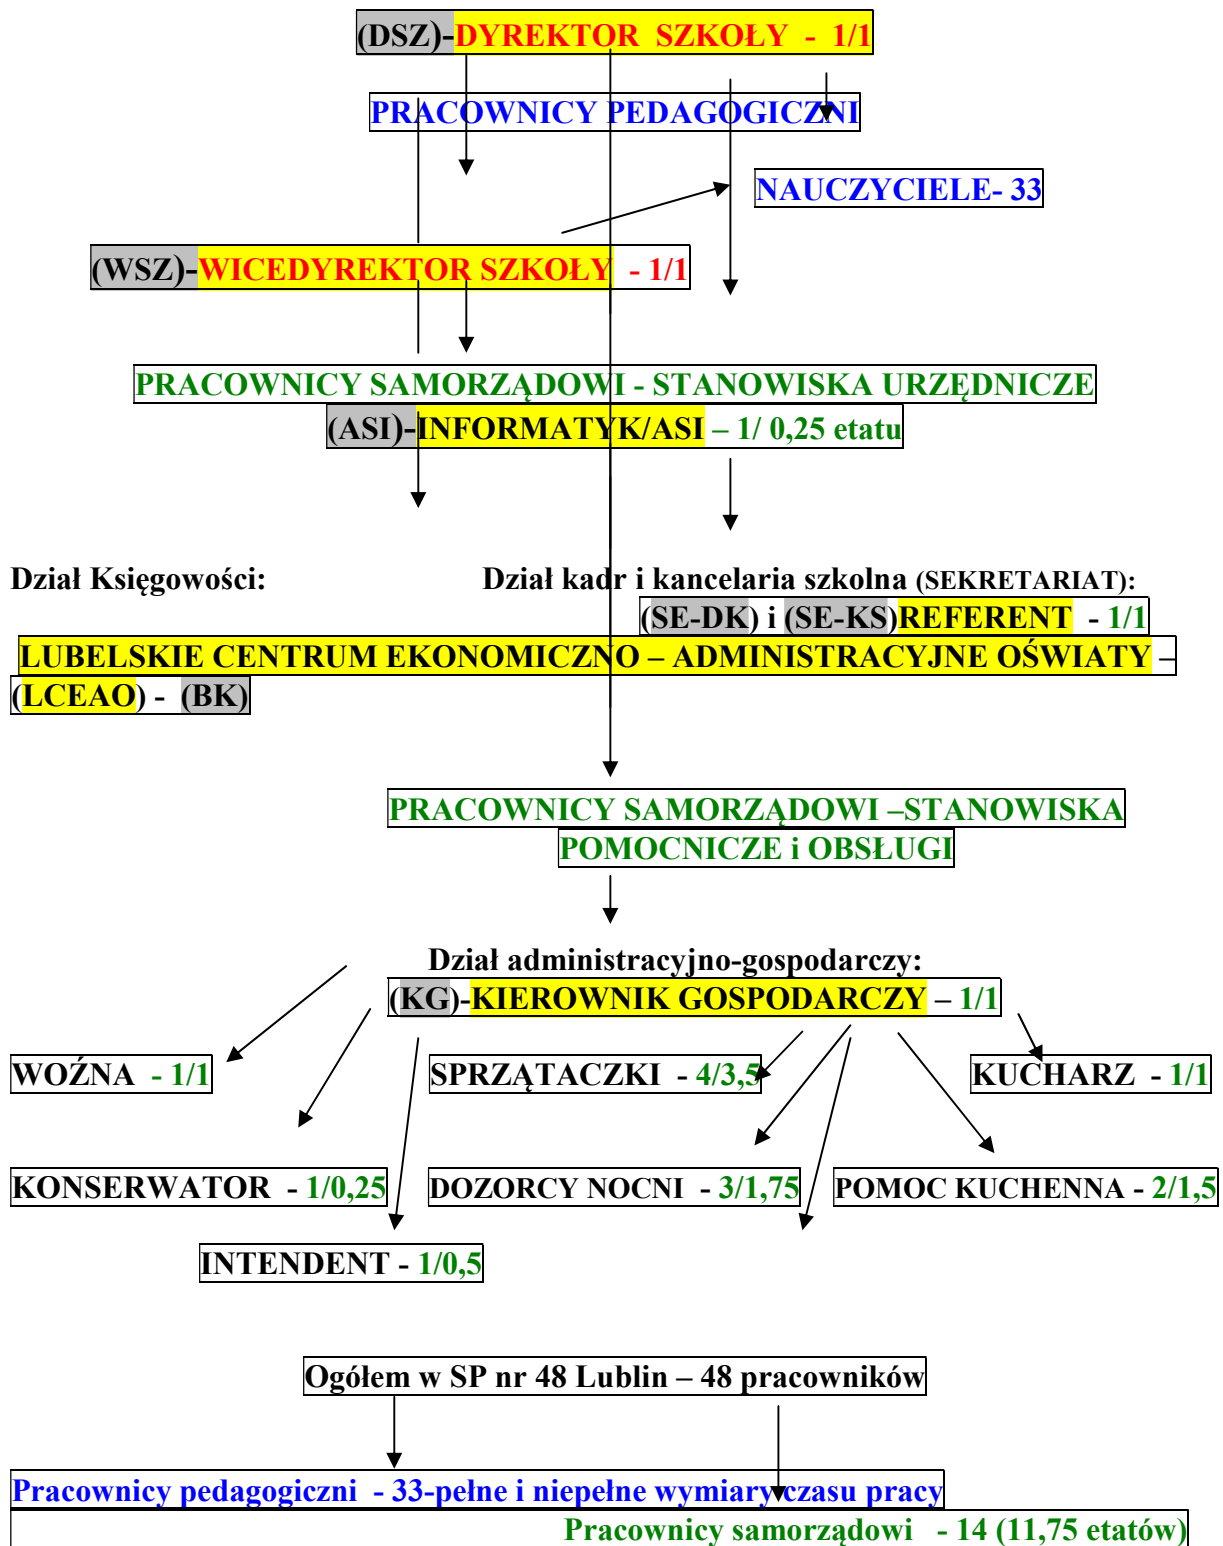 (DSZ)-DYREKTOR SZKOŁY - 1/1
PRACOWNICY PEDAGOGICZNI
NAUCZYCIELE- 33
(WSZ)-WICEDYREKTOR SZKOŁY - 1/1
PRACOWNICY SAMORZĄDOWI - STANOWISKA URZĘDNICZE
(ASI)-INFORMATYK/ASI – 1/ 0,25 etatu
Dział Księgowości: Dział kadr i kancelaria szkolna (SEKRETARIAT):
(SE-DK) i (SE-KS)REFERENT - 1/1
LUBELSKIE CENTRUM EKONOMICZNO – ADMINISTRACYJNE OŚWIATY –
(LCEAO) - (BK)
PRACOWNICY SAMORZĄDOWI –STANOWISKA
POMOCNICZE i OBSŁUGI
Dział administracyjno-gospodarczy:
(KG)-KIEROWNIK GOSPODARCZY – 1/1
WOŹNA - 1/1 SPRZĄTACZKI - 4/3,5 KUCHARZ - 1/1
KONSERWATOR - 1/0,25 DOZORCY NOCNI - 3/1,75 POMOC KUCHENNA - 2/1,5
INTENDENT - 1/0,5
Ogółem w SP nr 48 Lublin – 48 pracowników
Pracownicy pedagogiczni - 33-pełne i niepełne wymiary czasu pracy
Pracownicy samorządowi - 14 (11,75 etatów)